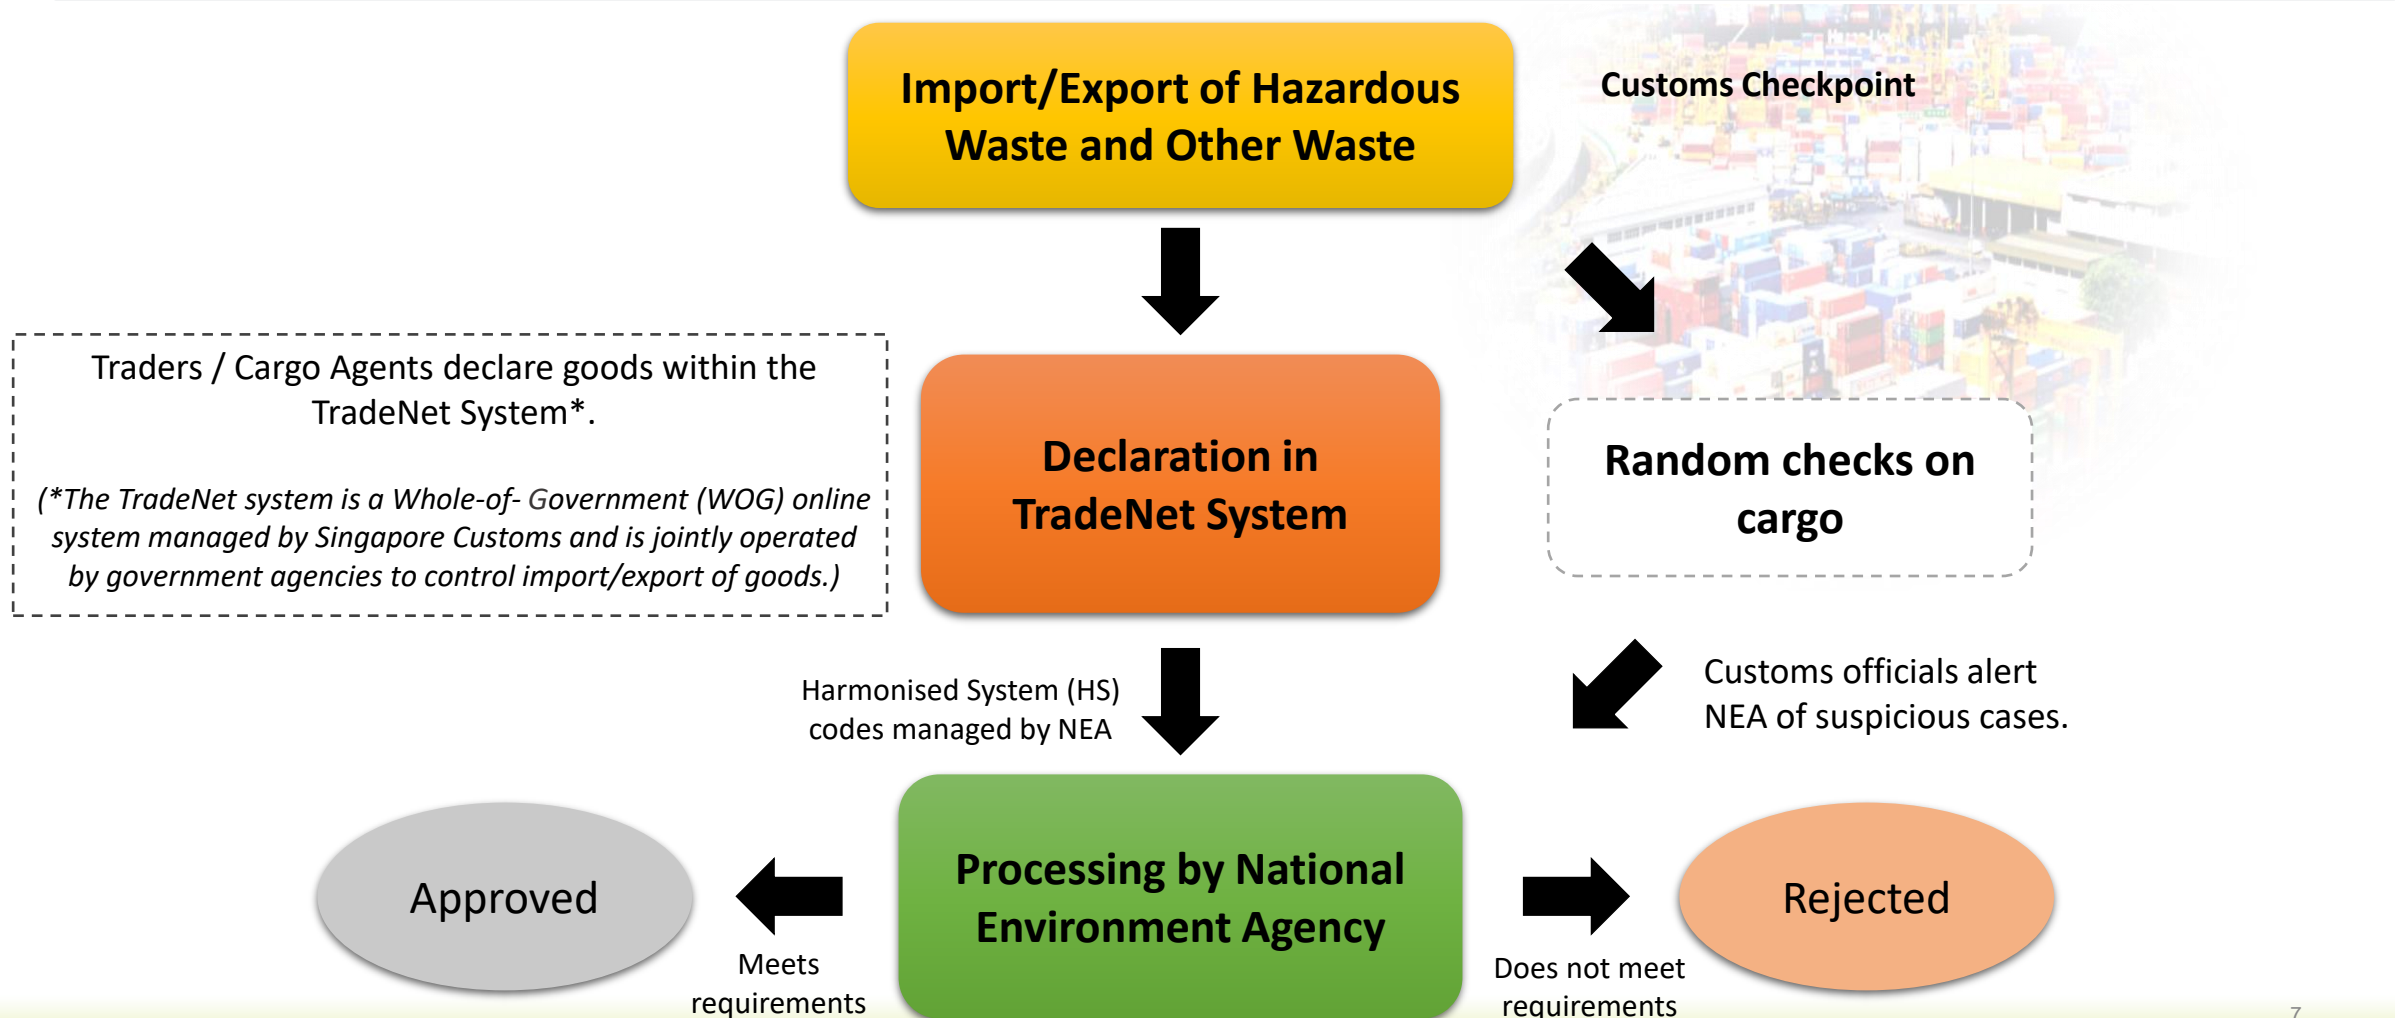 Import/Export of Hazardous
Waste and Other Waste
Customs Checkpoint
Traders / Cargo Agents declare goods within the
TradeNet System*.
(*The TradeNet system is a Whole-of- Government (WOG) online
system managed by Singapore Customs and is jointly operated
by government agencies to control import/export of goods.)
Declaration in
TradeNet System
Random checks on
cargo
Harmonised System (HS)
codes managed by NEA
Customs officials alert
NEA of suspicious cases.
Approved
Meets
requirements
Processing by National
Environment Agency
Does not meet
requirements
Rejected
7